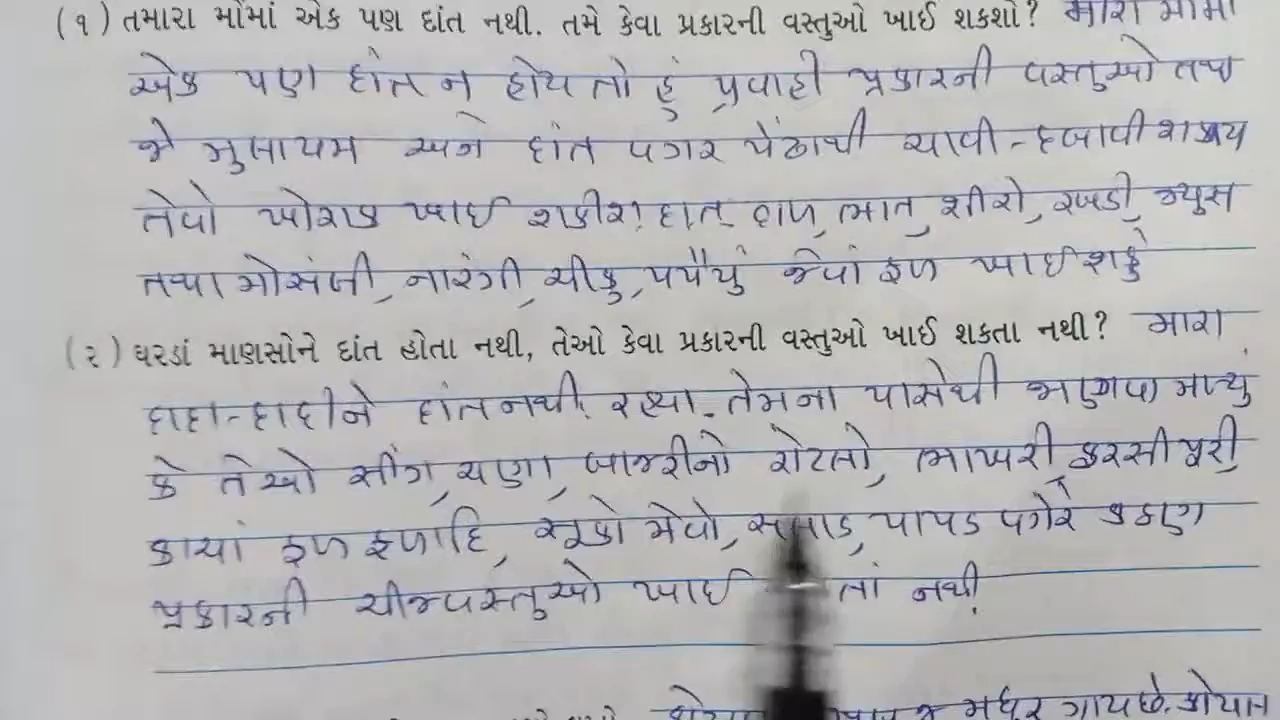 (૧) તમારા મોંમાં એક પણ દાંત નથી. તમે કેવા પ્રકારની વસ્તુઓ ખાઈ શકશો? મારા મોંમાં
એક પણ દાંત ન હોય તો હું પ્રવાહી પ્રકારની વસ્તુઓ તથા
જે મુલાયમ અને દાંત વગર પેઢાથી ચાવી-દબાવી શકાય
તેવો ખોરાક ખાઈ શકીશ. દાત. દાળ, ભાત, શીરો, રબડી, જ્યુસ
તથા મોસંબી, નારંગી, ચીકુ, પપૈયું જેવાં ફળ ખાઈ શકું
(૨) ઘરડાં માણસોને દાંત હોતા નથી, તેઓ કેવા પ્રકારની વસ્તુઓ ખાઈ શકતા નથી? મારા
દાદા-દાદીને દાંત નથી. રહ્યા. તેમના પાસેથી જાણવા મળ્યું
કે તેઓ સીંગ, ચણા, બાજરીનો રોટલો, ભાખરી, ફરસી પૂરી
કાચાં ફળ ફળાદિ, સૂકો મેવો, પાપડ વગેરે કઠણ
પ્રકારની ચીજવસ્તુઓ ખાઈ નથી.
મધુર ગાય છે. કોયલ